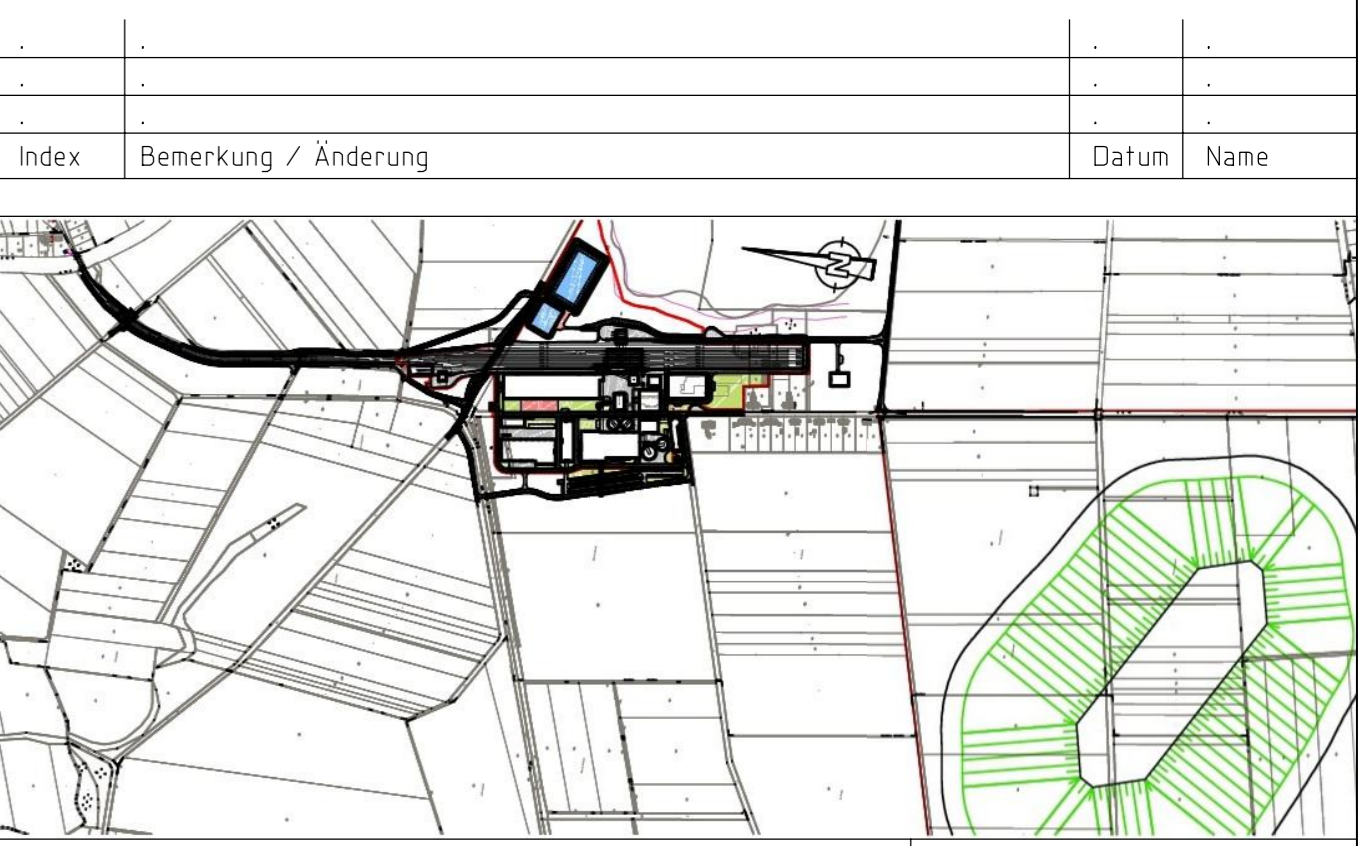 . . . .
. . . .
. . . .
Index Bemerkung / Änderung Datum Name
N